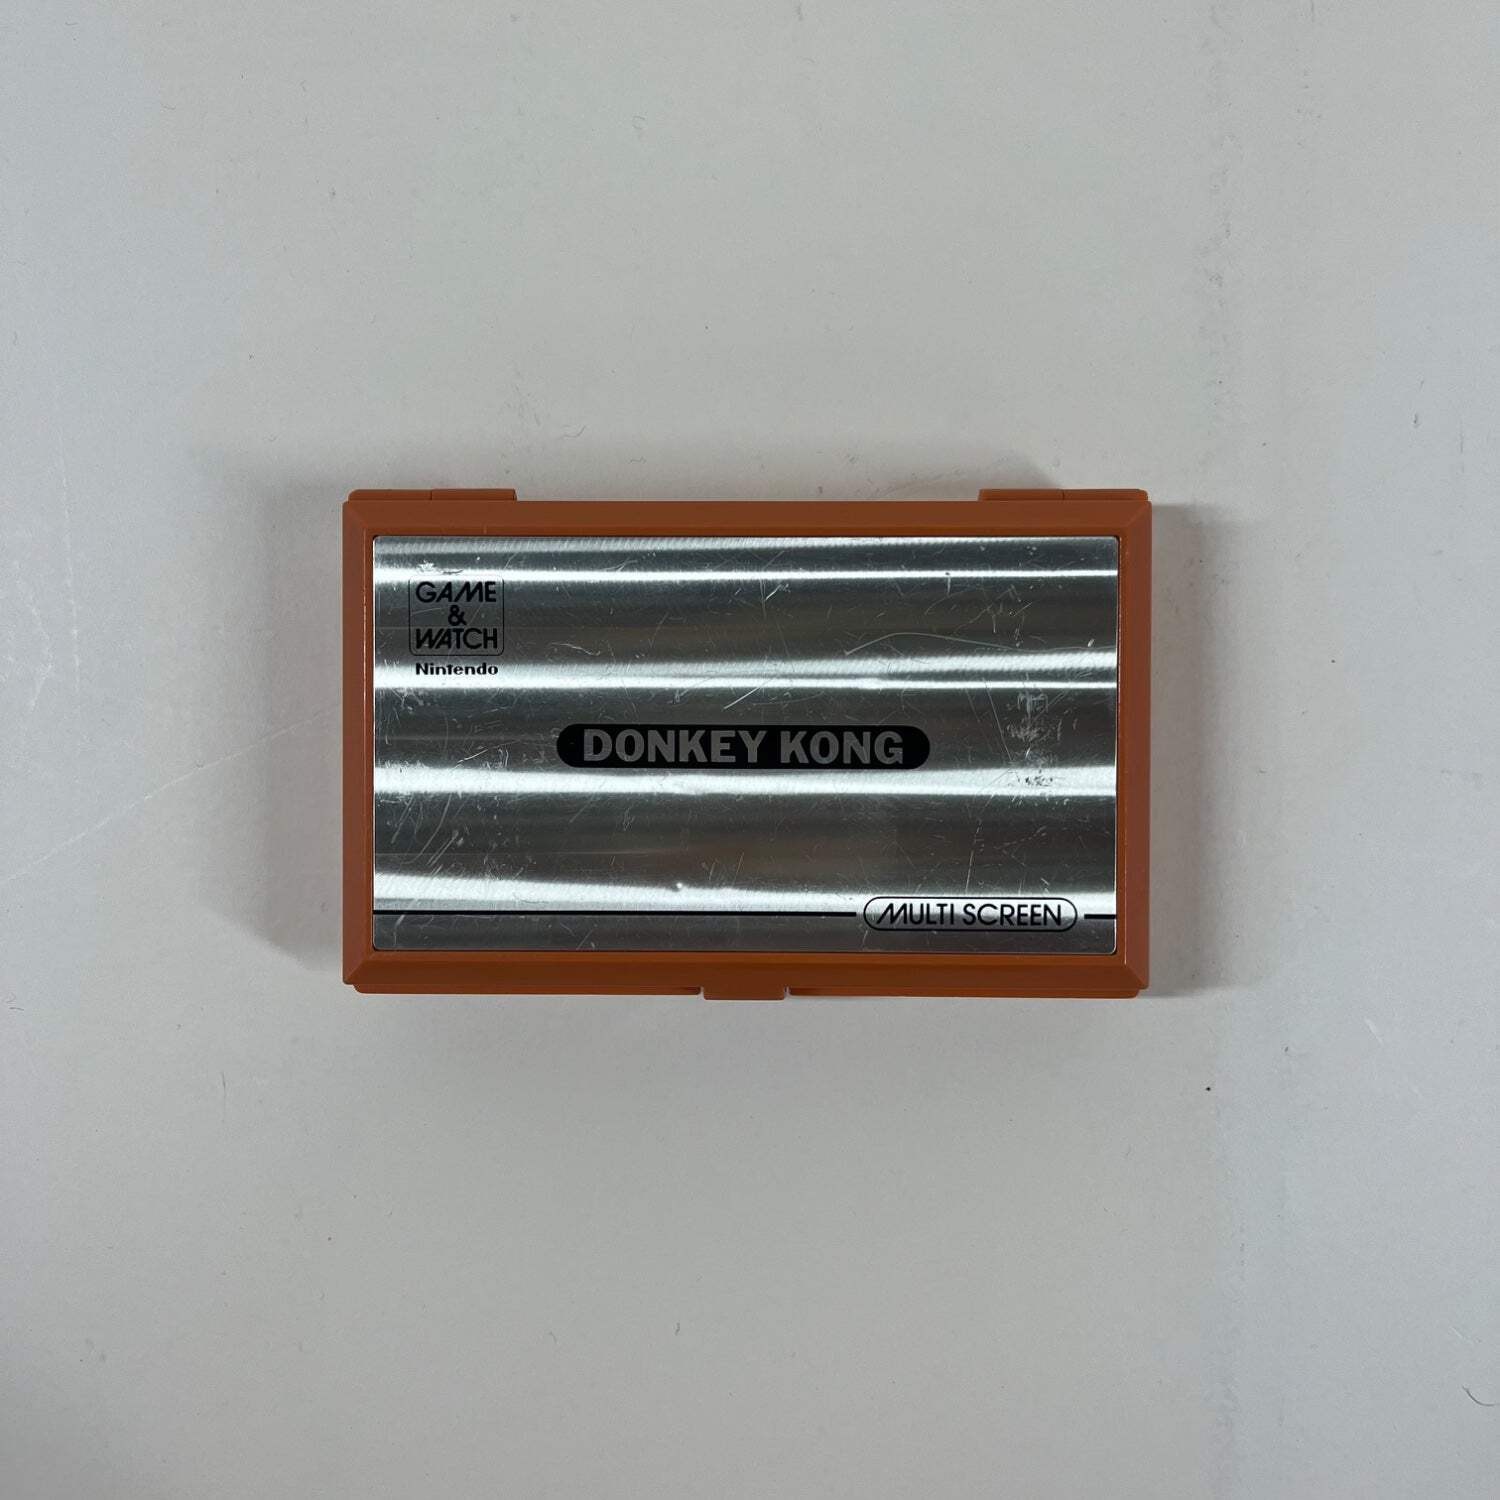 GAME
&
WATCH
Nintendo
DONKEY KONG
MULTI SCREEN